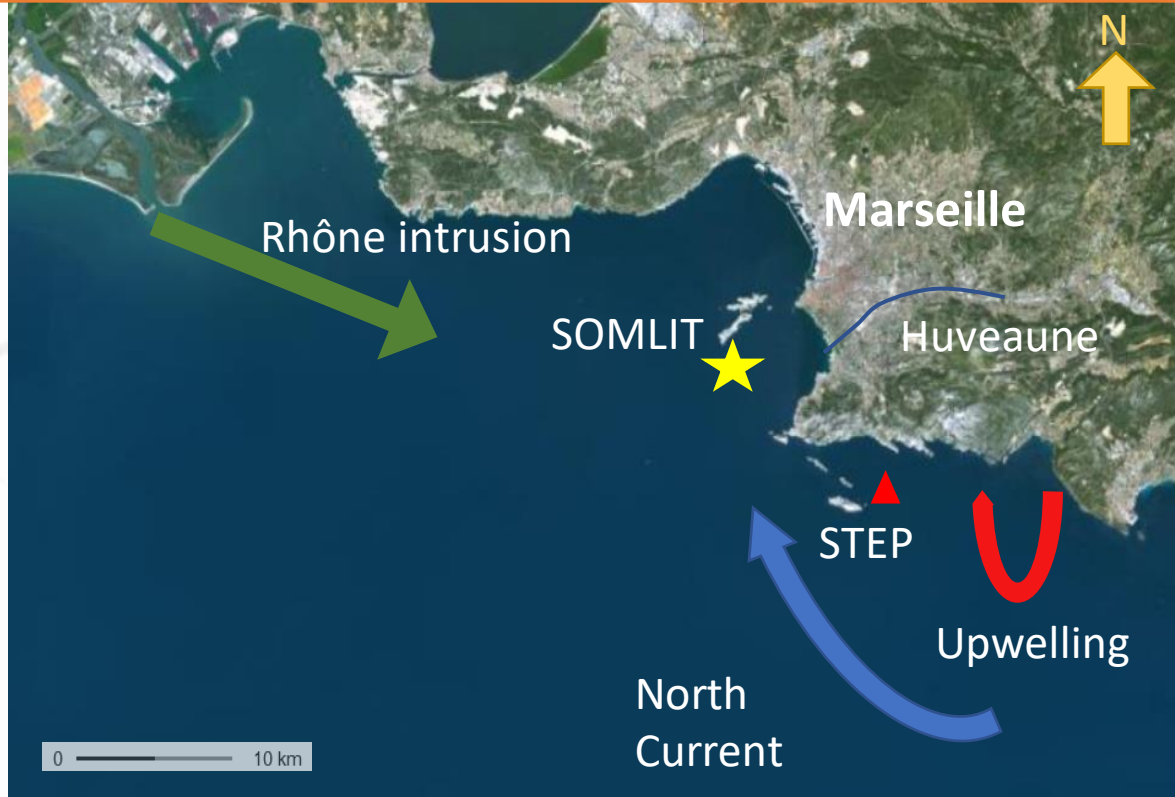 N
Marseille
Rhône intrusion
SOMLIT
Huveaune
STEP
Upwelling
North
Current
0 10 km